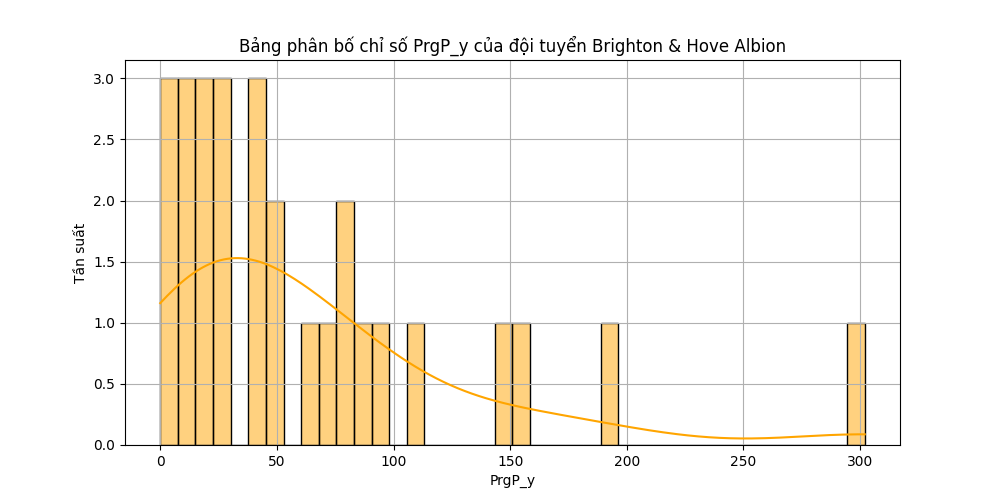 Bảng phân bố chỉ số PrgP_y của đội tuyển Brighton & Hove Albion
3.0
2.5
2.0
1.5
1.0
0.5
0.0
Tần suất
0 50 100 150 200 250 300
PrgP_y